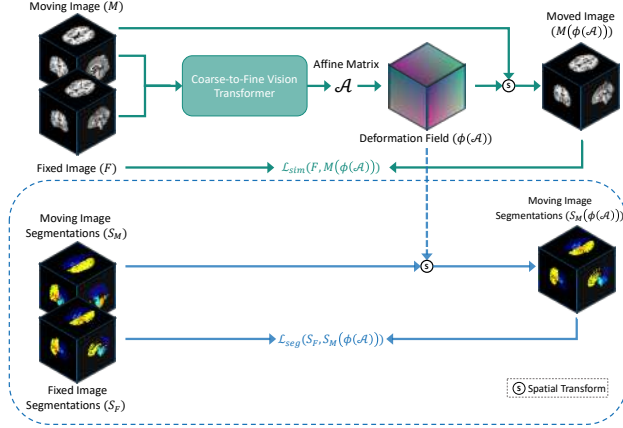 Moving Image (M)
Moved Image
(M(ϕ(𝒜)))
Coarse-to-Fine Vision
Transformer
Affine Matrix
𝒜
S
Deformation Field (ϕ(𝒜))
Fixed Image (F)
ℒsim(F, M(ϕ(𝒜)))
Moving Image
Segmentations (SM)
Moving Image
Segmentations (SM(ϕ(𝒜)))
S
ℒseg(SF, SM(ϕ(𝒜)))
Fixed Image
Segmentations (SF)
S Spatial Transform